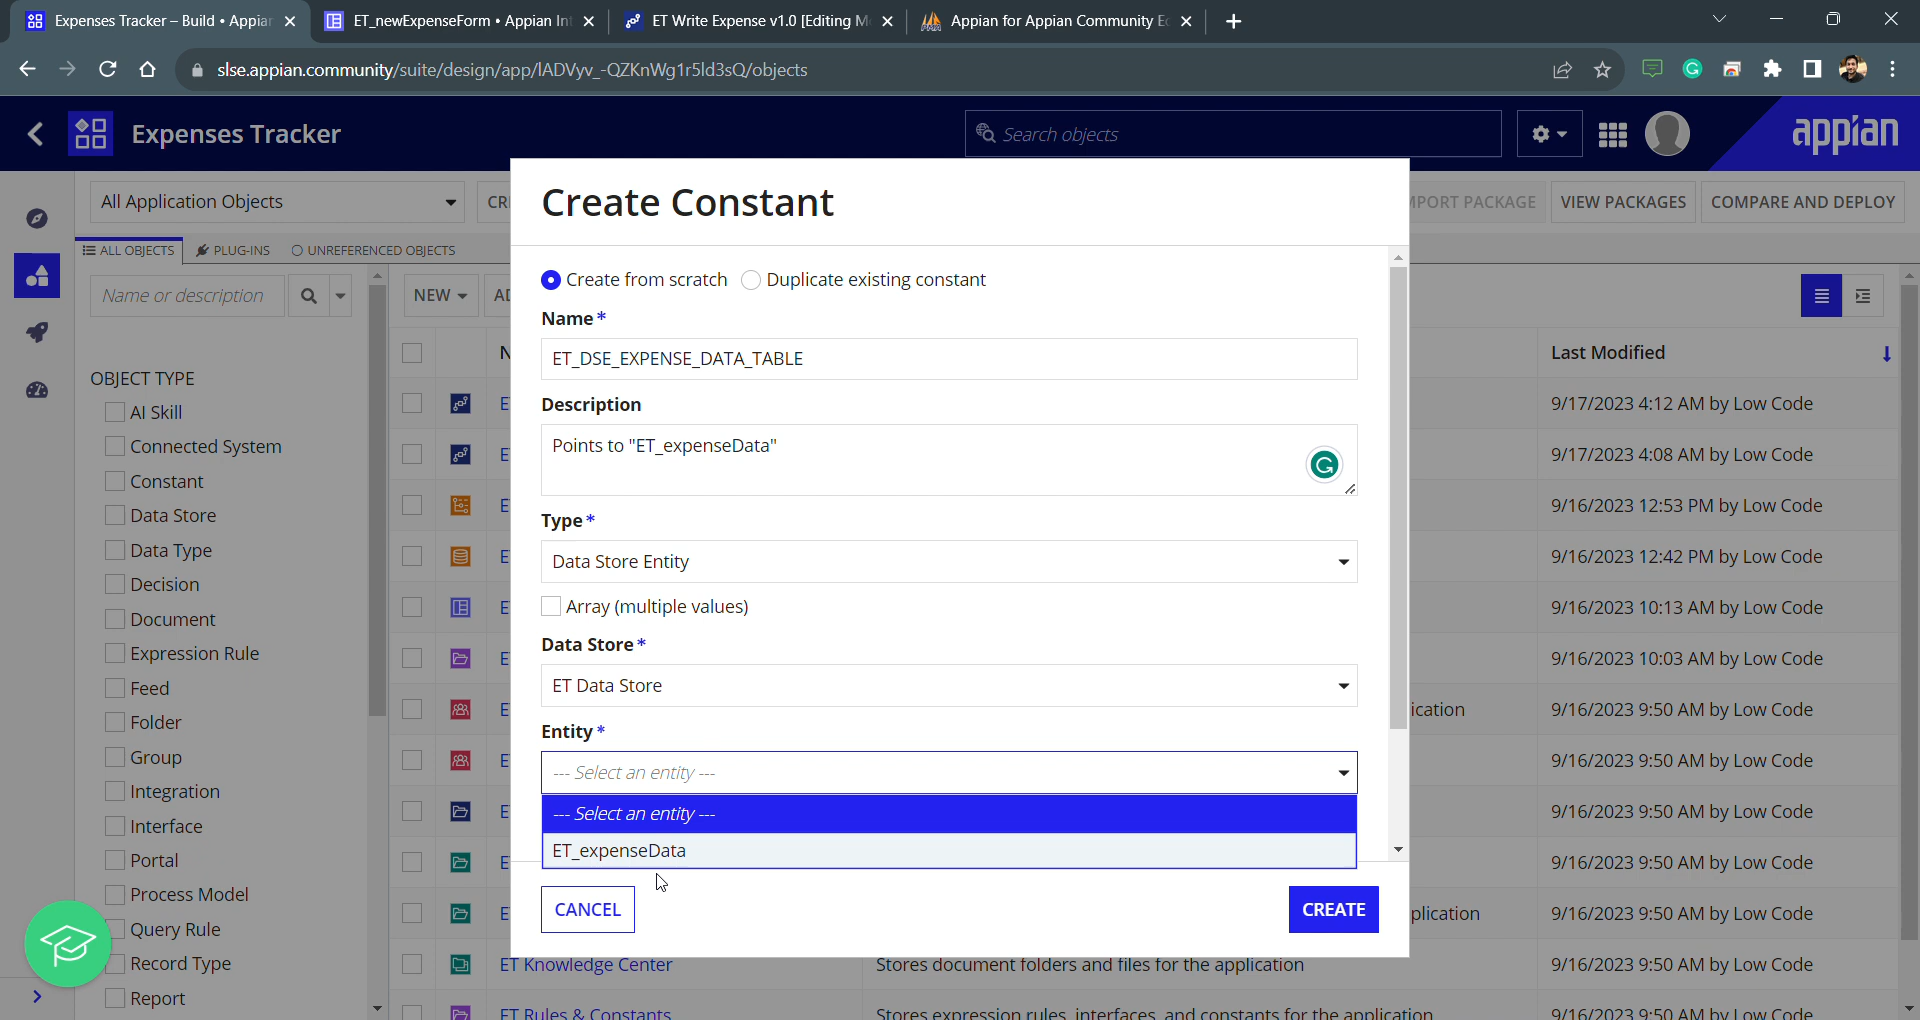 Expenses Tracker – Build • Appian
ET_newExpenseForm • Appian In
ET Write Expense v1.0 [Editing M
Appian for Appian Community Ed
slse.appian.community/suite/design/app/lADVyv_-QZKnWg1r5ld3sQ/objects
Expenses Tracker
Search objects
appian
All Application Objects
CR
MPORT PACKAGE
VIEW PACKAGES
COMPARE AND DEPLOY
ALL OBJECTS
PLUG-INS
UNREFERENCED OBJECTS
Name or description
NEW
AD
N
Last Modified
OBJECT TYPE
AI Skill
Connected System
Constant
Data Store
Data Type
Decision
Document
Expression Rule
Feed
Folder
Group
Integration
Interface
Portal
Process Model
Query Rule
Record Type
Report
Create Constant
Create from scratch
Duplicate existing constant
Name *
ET_DSE_EXPENSE_DATA_TABLE
Description
Points to "ET_expenseData"
Type *
Data Store Entity
Array (multiple values)
Data Store *
ET Data Store
Entity *
--- Select an entity ---
--- Select an entity ---
ET_expenseData
CANCEL
CREATE
9/17/2023 4:12 AM by Low Code
9/17/2023 4:08 AM by Low Code
9/16/2023 12:53 PM by Low Code
9/16/2023 12:42 PM by Low Code
9/16/2023 10:13 AM by Low Code
9/16/2023 10:03 AM by Low Code
ication
9/16/2023 9:50 AM by Low Code
9/16/2023 9:50 AM by Low Code
9/16/2023 9:50 AM by Low Code
9/16/2023 9:50 AM by Low Code
plication
9/16/2023 9:50 AM by Low Code
ET Knowledge Center
Stores document folders and files for the application
9/16/2023 9:50 AM by Low Code
ET Rules & Constants
Stores expression rules, interfaces, and constants for the application
9/16/2023 9:50 AM by Low Code